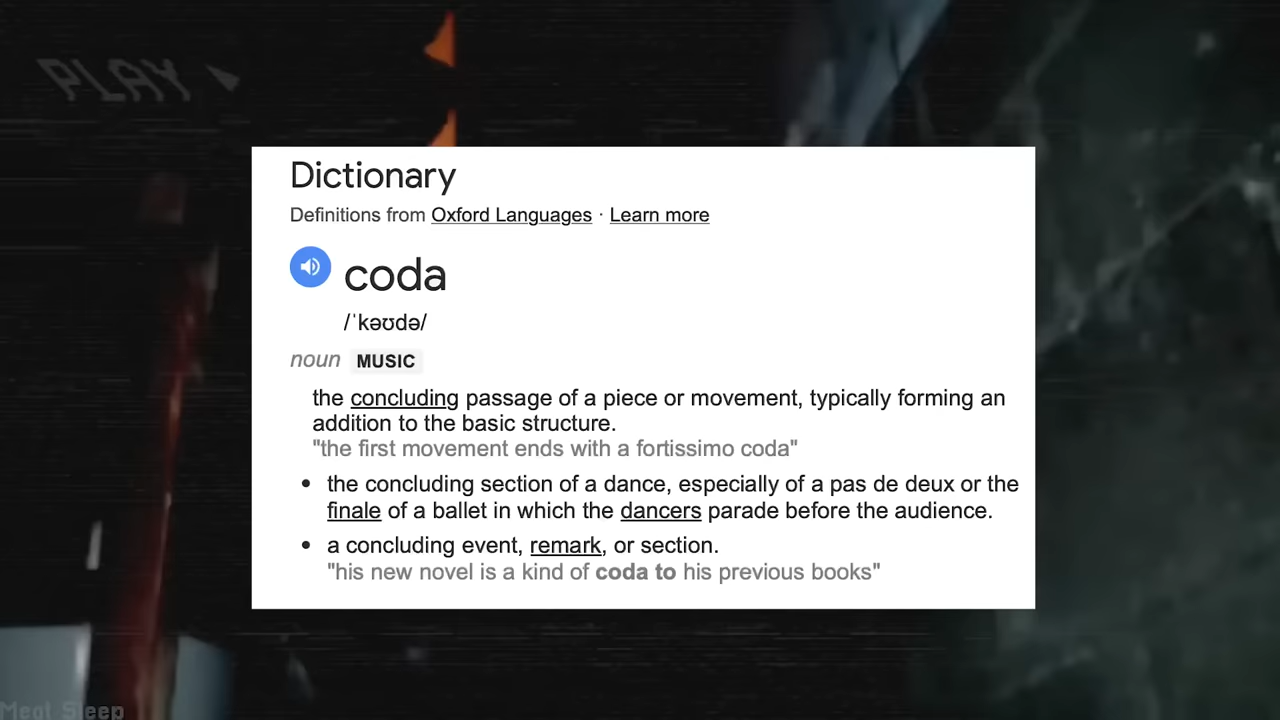 PLAY
Dictionary
Definitions from Oxford Languages · Learn more
coda
/ˈkəʊdə/
noun MUSIC
the concluding passage of a piece or movement, typically forming an
addition to the basic structure.
"the first movement ends with a fortissimo coda"
• the concluding section of a dance, especially of a pas de deux or the
finale of a ballet in which the dancers parade before the audience.
• a concluding event, remark, or section.
"his new novel is a kind of coda to his previous books"
Meat Sleep